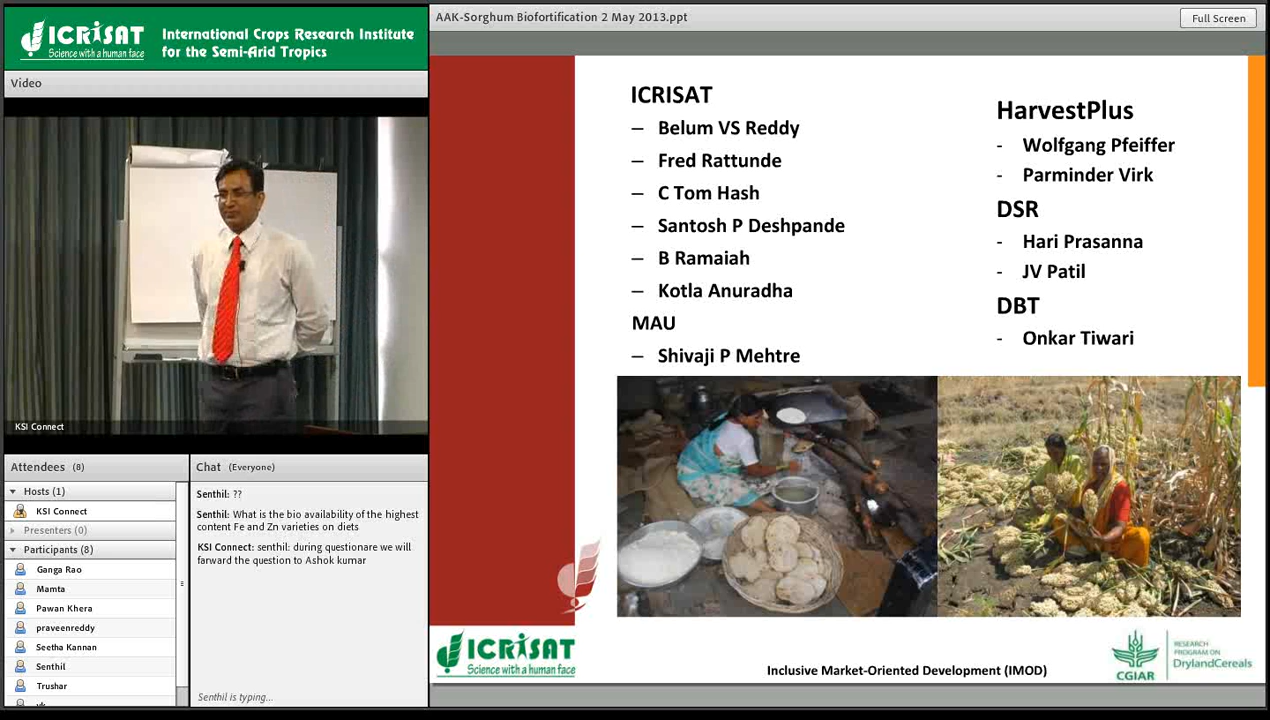 ICRISAT
Science with a human face
International Crops Research Institute
for the Semi-Arid Tropics
Video
KSI Connect
Attendees (8)
Hosts (1)
KSI Connect
Presenters (0)
Participants (8)
Ganga Rao
Mamta
Pawan Khera
praveenreddy
Seetha Kannan
Senthil
Trushar
Chat (Everyone)
Senthil: ??
Senthil: What is the bio availability of the highest
content Fe and Zn varieties on diets
KSI Connect: senthil: during questionare we will
farward the question to Ashok kumar
Senthil is typing...
AAK-Sorghum Biofortification 2 May 2013.ppt
Full Screen
ICRISAT
– Belum VS Reddy
– Fred Rattunde
– C Tom Hash
– Santosh P Deshpande
– B Ramaiah
– Kotla Anuradha
MAU
– Shivaji P Mehtre
HarvestPlus
- Wolfgang Pfeiffer
- Parminder Virk
DSR
- Hari Prasanna
- JV Patil
DBT
- Onkar Tiwari
ICRISAT
Science with a human face
Inclusive Market-Oriented Development (IMOD)
CGIAR
RESEARCH
PROGRAM ON
DrylandCereals